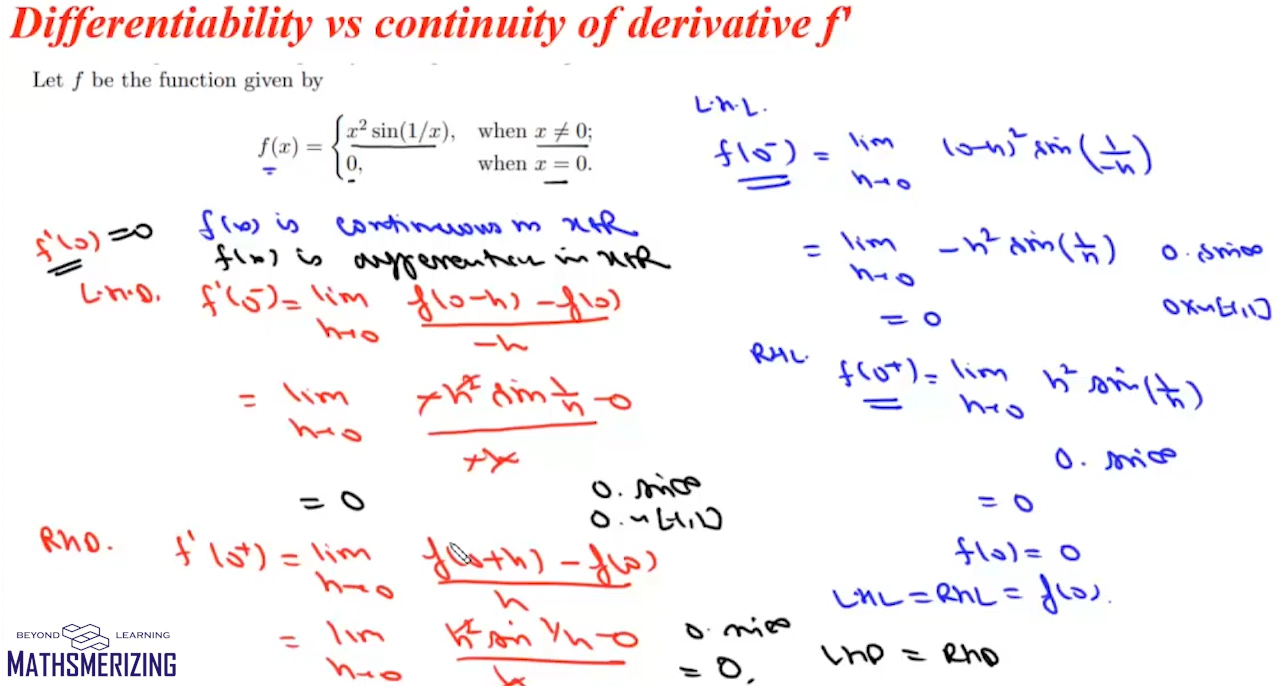 Differentiability vs continuity of derivative f'
Let f be the function given by
f(x) = { x² sin(1/x), when x ≠ 0;
0, when x = 0.
f'(0) = 0 f(x) is continuous in x∈R
f(x) is in x∈R
L.H.D. f'(0⁻) = lim h→0 f(0-h) - f(0) / -h
= lim h→0 -h² sin 1/h - 0 / -h
= 0
0. sin∞
0.x[-1,1]
RHD. f'(0⁺) = lim h→0 f(0+h) - f(0) / h
= lim h→0 h² sin 1/h - 0 / h
0. sin∞
= 0.
L.H.L.
f(0⁻) = lim h→0 (0-h)² sin(1/-h)
= lim h→0 -h² sin(1/h) 0. sin∞
= 0 0x[-1,1]
RHL. f(0⁺) = lim h→0 h² sin(1/h)
0. sin∞
= 0
f(0) = 0
LHL = RHL = f(0).
LHD = RHD
BEYOND LEARNING
MATHSMERIZING